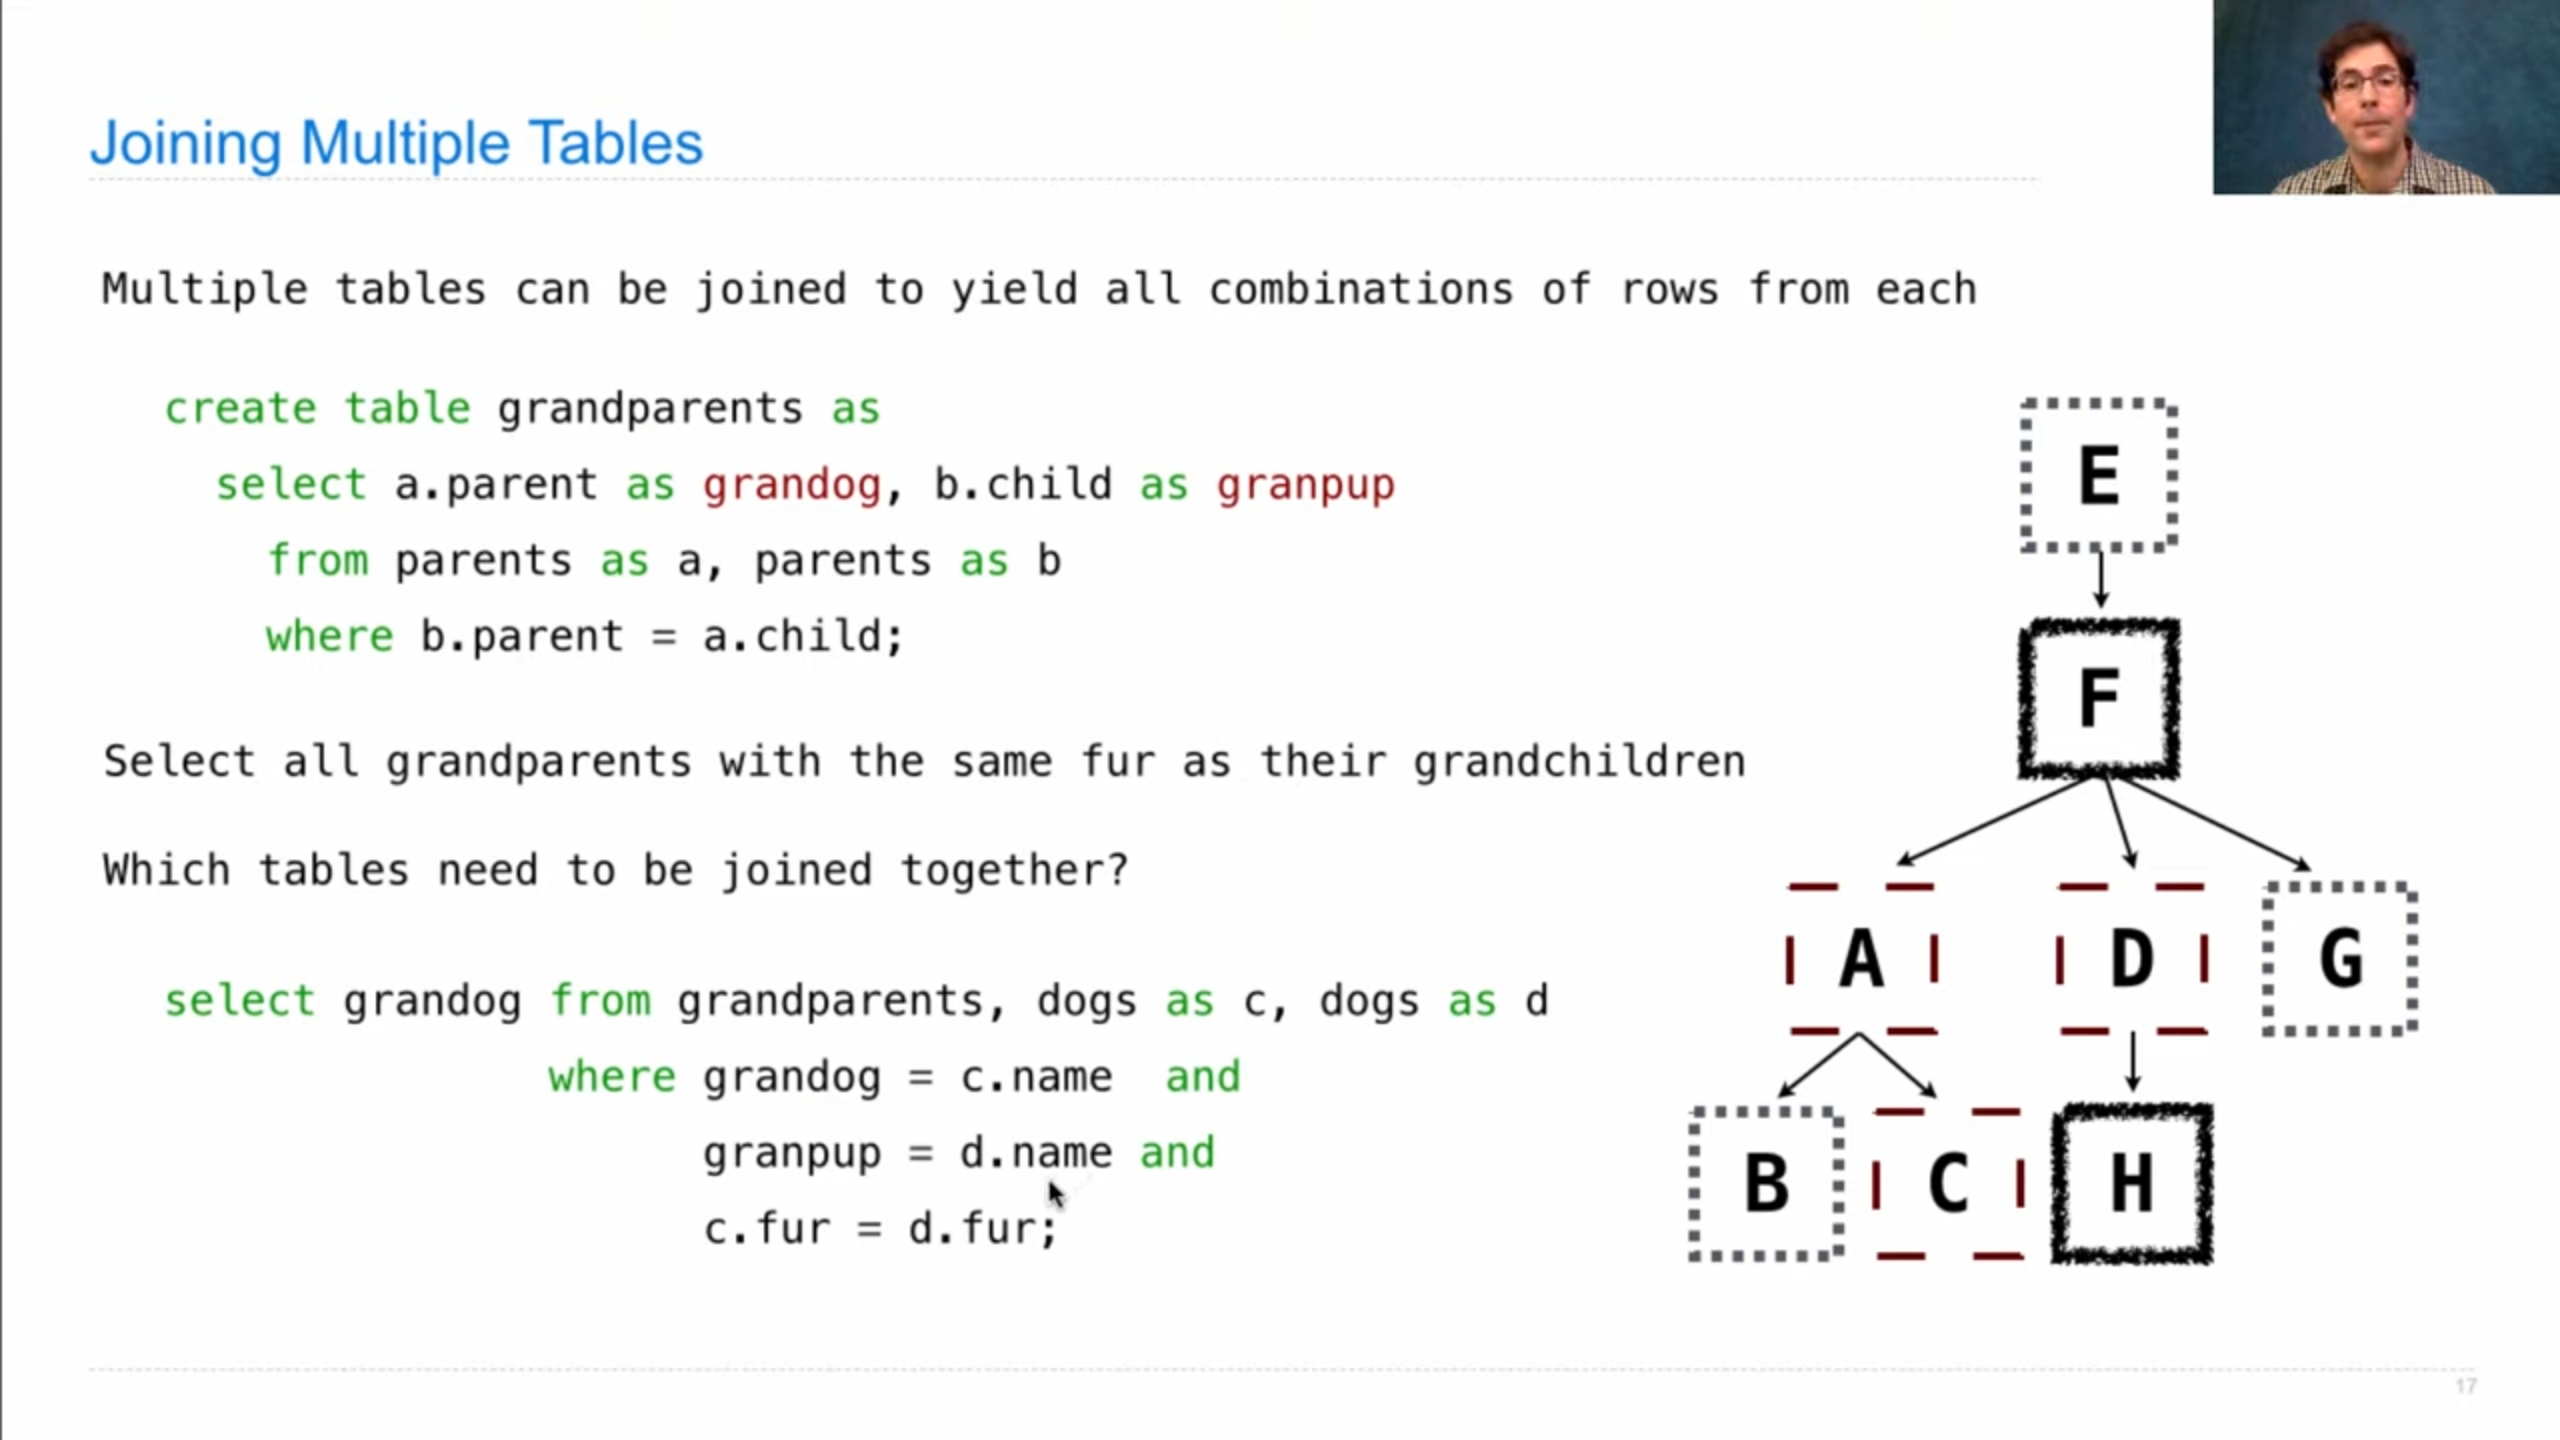 Joining Multiple Tables
Multiple tables can be joined to yield all combinations of rows from each
create table grandparents as
select a.parent as grandog, b.child as granpup
from parents as a, parents as b
where b.parent = a.child;
Select all grandparents with the same fur as their grandchildren
Which tables need to be joined together?
select grandog from grandparents, dogs as c, dogs as d
where grandog = c.name and
granpup = d.name and
c.fur = d.fur;
E
F
A D G
B C H
17